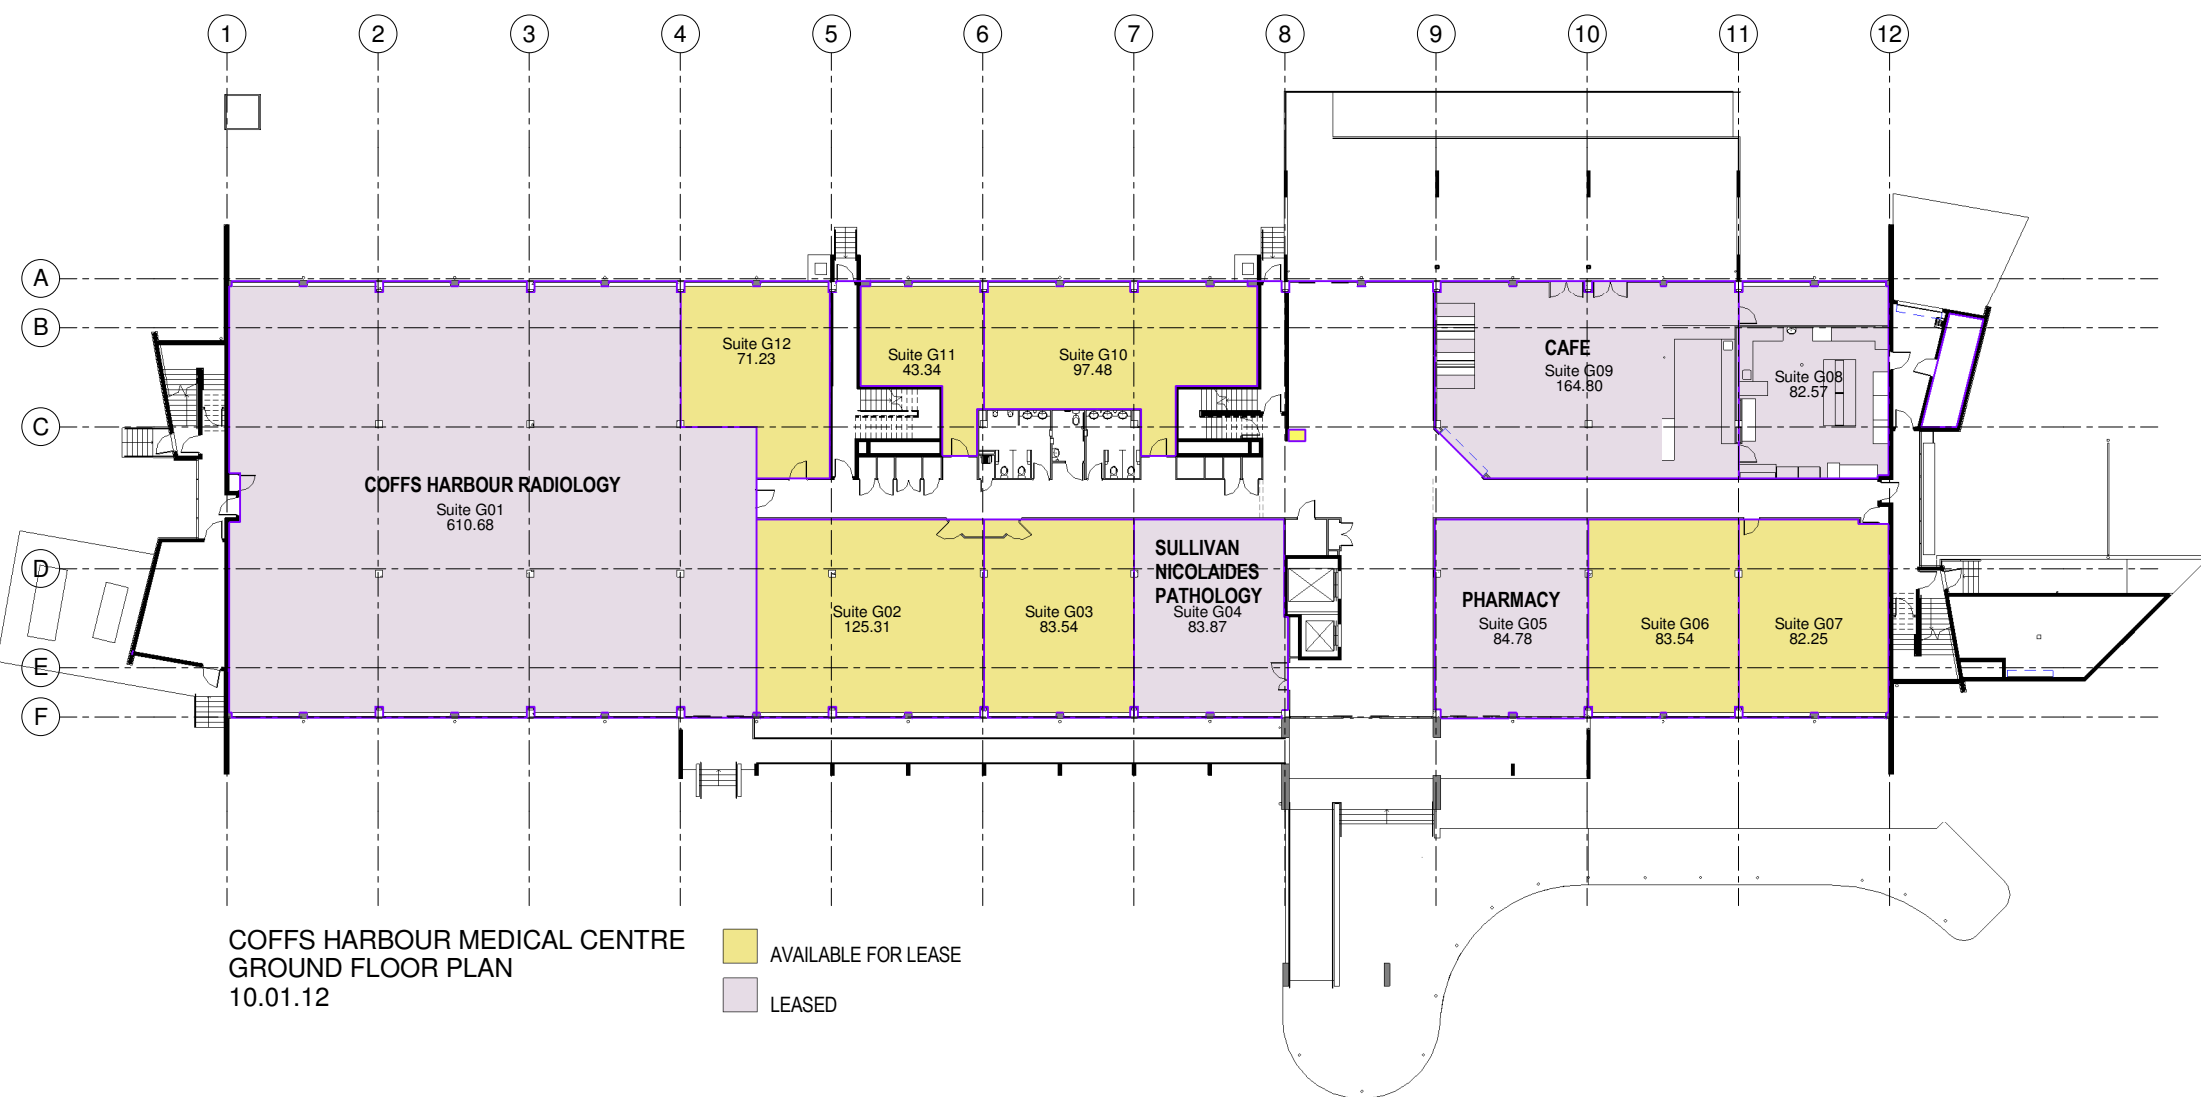 1 2 3 4 5 6 7 8 9 10 11 12
A
B
C
D
E
F
Suite G12
71.23
Suite G11
43.34
Suite G10
97.48
CAFE
Suite G09
164.80
Suite G08
82.57
COFFS HARBOUR RADIOLOGY
Suite G01
610.68
Suite G02
125.31
Suite G03
83.54
SULLIVAN
NICOLAIDES
PATHOLOGY
Suite G04
83.87
PHARMACY
Suite G05
84.78
Suite G06
83.54
Suite G07
82.25
COFFS HARBOUR MEDICAL CENTRE
GROUND FLOOR PLAN
10.01.12
AVAILABLE FOR LEASE
LEASED